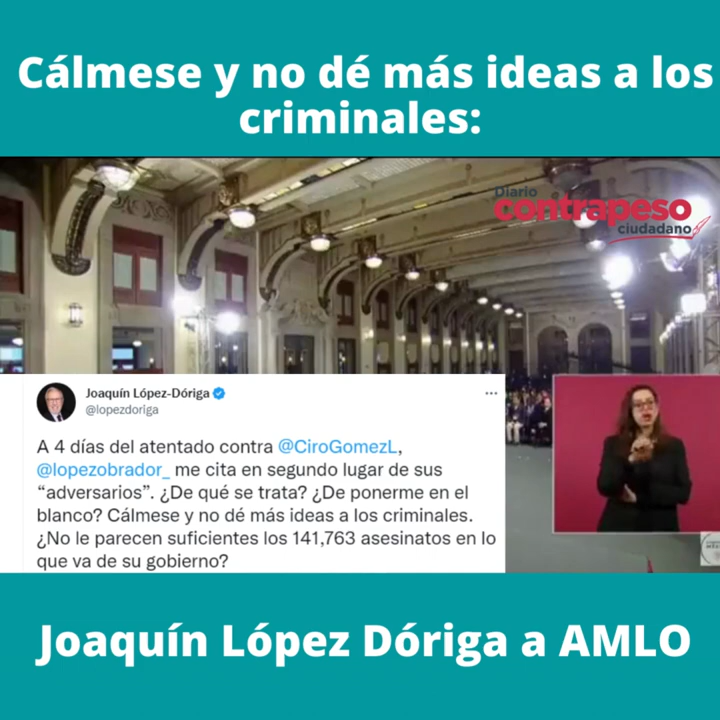 Cálmese y no dé más ideas a los
criminales:
Diario
contrapeso
ciudadano
Joaquín López-Dóriga
@lopezdoriga
A 4 días del atentado contra @CiroGomezL,
@lopezobrador_ me cita en segundo lugar de sus
“adversarios”. ¿De qué se trata? ¿De ponerme en el
blanco? Cálmese y no dé más ideas a los criminales.
¿No le parecen suficientes los 141,763 asesinatos en lo
que va de su gobierno?
Joaquín López Dóriga a AMLO